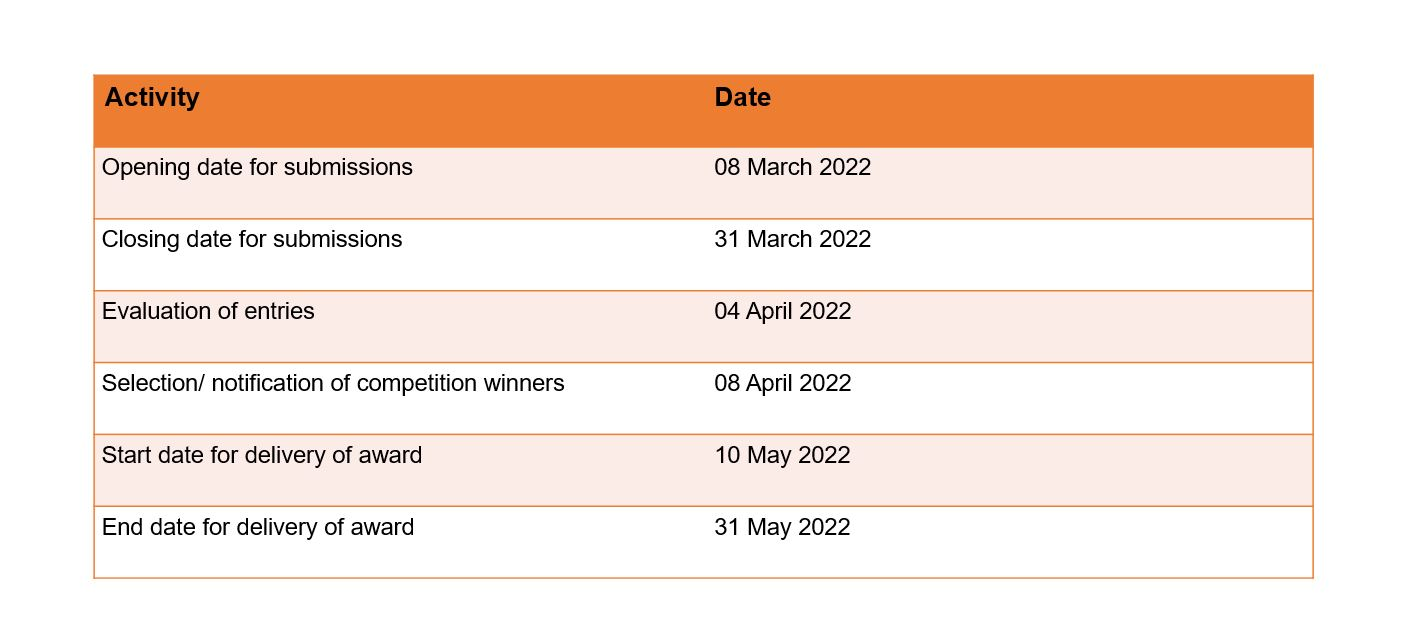 Activity Date
Opening date for submissions 08 March 2022
Closing date for submissions 31 March 2022
Evaluation of entries 04 April 2022
Selection/ notification of competition winners 08 April 2022
Start date for delivery of award 10 May 2022
End date for delivery of award 31 May 2022